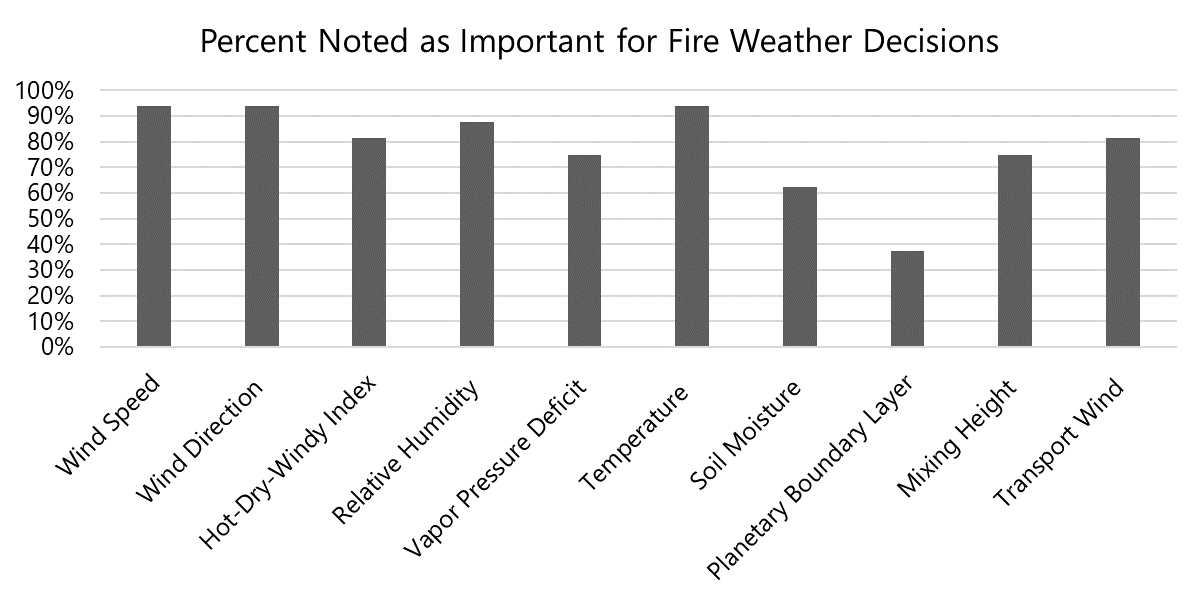 Percent Noted as Important for Fire Weather Decisions
100%
90%
80%
70%
60%
50%
40%
30%
20%
10%
0%
Wind Speed
Wind Direction
Hot-Dry-Windy Index
Relative Humidity
Vapor Pressure Deficit
Temperature
Soil Moisture
Planetary Boundary Layer
Mixing Height
Transport Wind